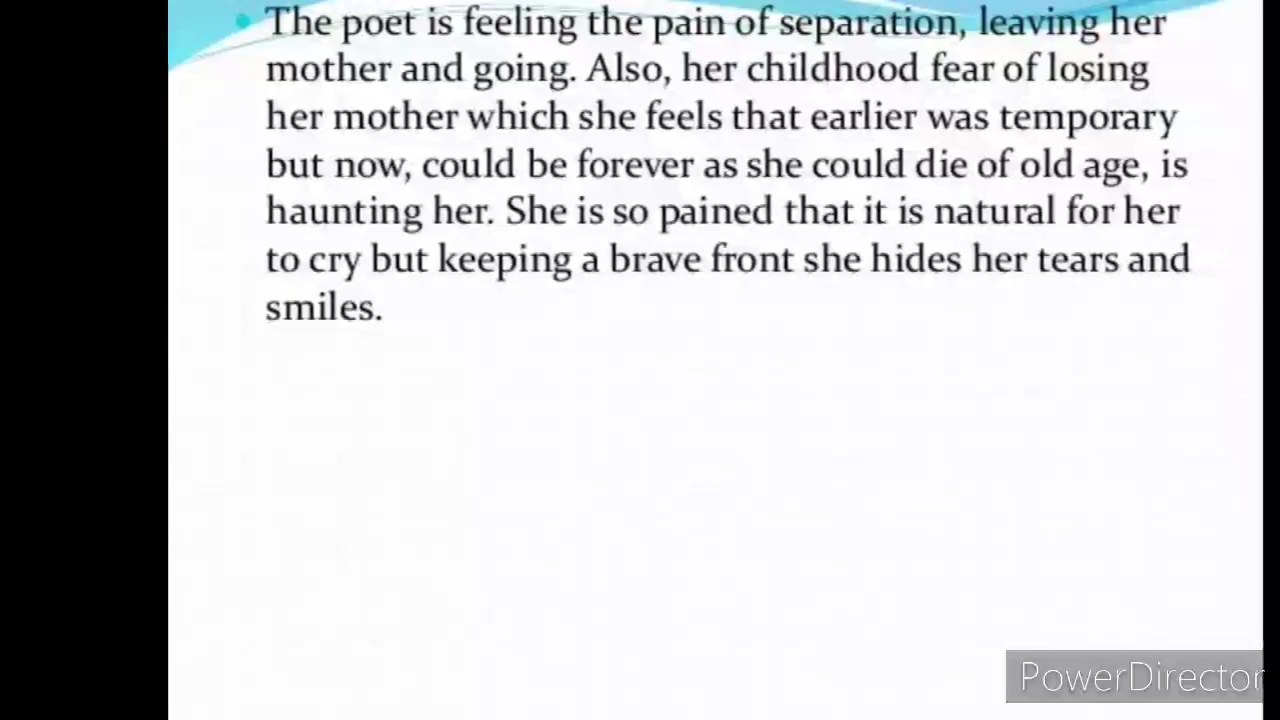 The poet is feeling the pain of separation, leaving her
mother and going. Also, her childhood fear of losing
her mother which she feels that earlier was temporary
but now, could be forever as she could die of old age, is
haunting her. She is so pained that it is natural for her
to cry but keeping a brave front she hides her tears and
smiles.
PowerDirector